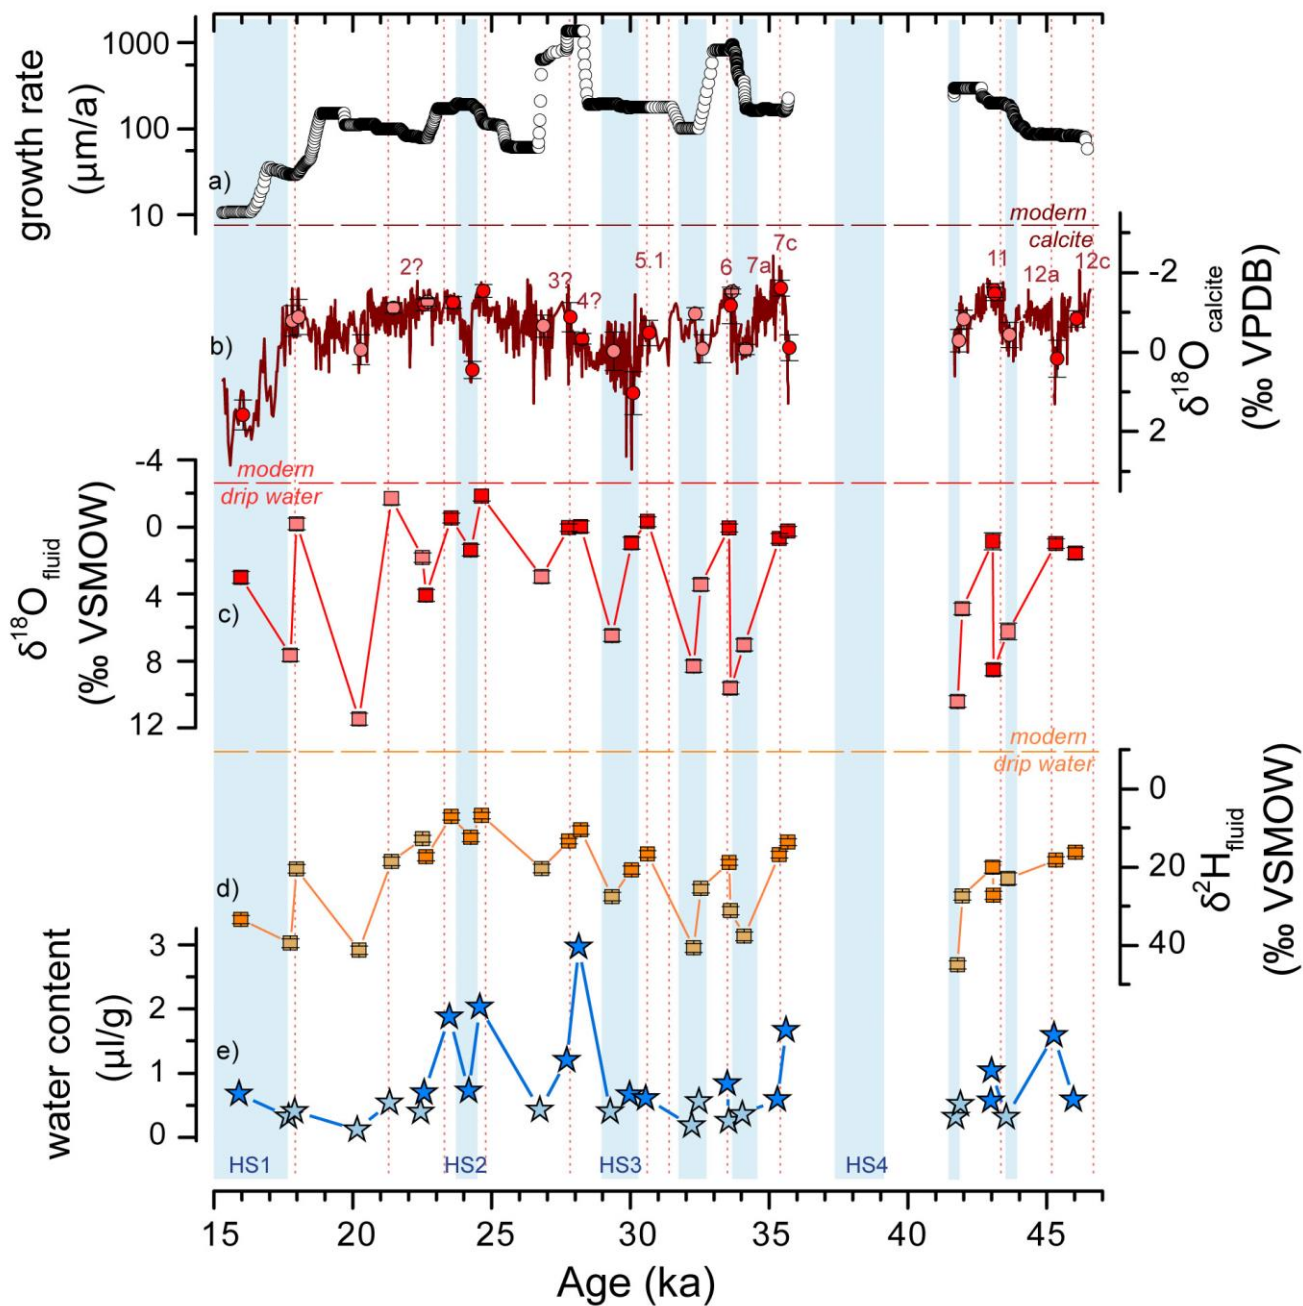 growth rate
(µm/a)
1000
100
10
a)
modern
calcite
2?
3?
4?
5.1
6
7a
7c
11
12a
12c
b)
-2
0
2
δ¹⁸Ocalcite
(‰ VPDB)
modern
drip water
δ¹⁸Ofluid
(‰ VSMOW)
-4
0
4
8
12
c)
modern
drip water
d)
0
20
40
δ²Hfluid
(‰ VSMOW)
water content
(µl/g)
3
2
1
0
e)
HS1 HS2 HS3 HS4
15 20 25 30 35 40 45
Age (ka)